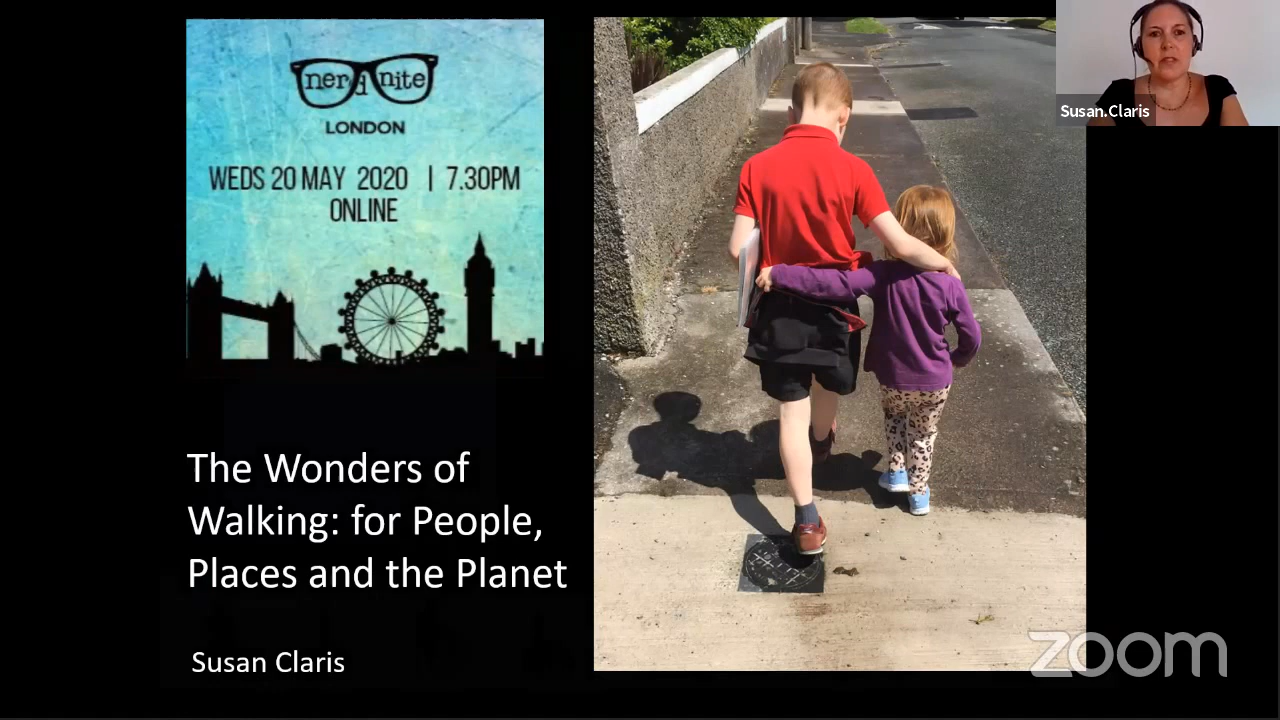 nerd nite
LONDON
WEDS 20 MAY 2020 | 7.30PM
ONLINE
Susan.Claris
The Wonders of
Walking: for People,
Places and the Planet
Susan Claris
zoom